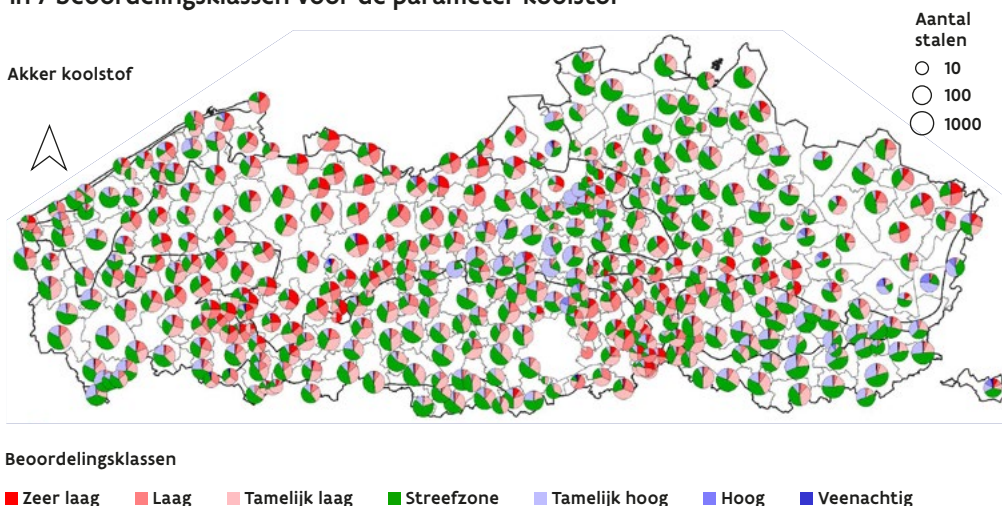 in 7 beoordelingsklassen voor de parameter koolstof
Aantal
stalen
Akker koolstof
10
100
1000
Beoordelingsklassen
Zeer laag
Laag
Tamelijk laag
Streefzone
Tamelijk hoog
Hoog
Veenachtig